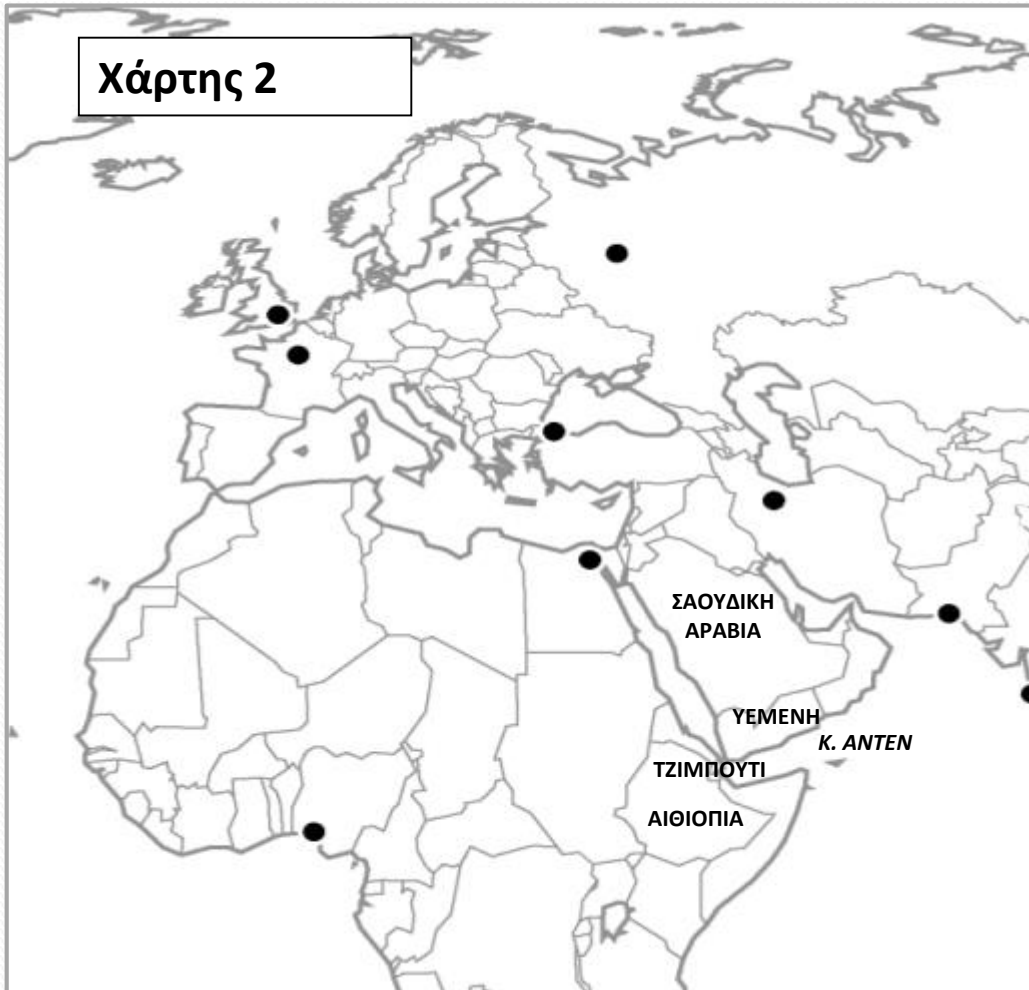 Χάρτης 2
ΣΑΟΥΔΙΚΗ
ΑΡΑΒΙΑ
ΥΕΜΕΝΗ
Κ. ΑΝΤΕΝ
ΤΖΙΜΠΟΥΤΙ
ΑΙΘΙΟΠΙΑ